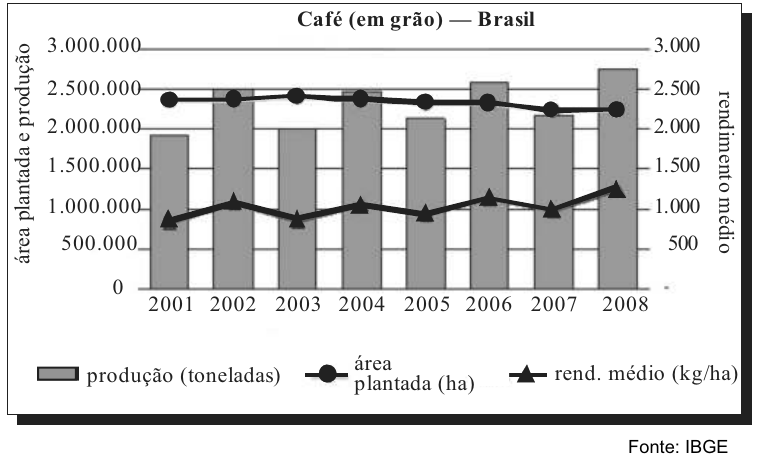 Café (em grão) — Brasil
área plantada e produção
3.000.000
2.500.000
2.000.000
1.500.000
1.000.000
500.000
0
3.000
2.500
2.000
1.500
1.000
500
-
rendimento médio
2001 2002 2003 2004 2005 2006 2007 2008
produção (toneladas)
área
plantada (ha)
rend. médio (kg/ha)
Fonte: IBGE